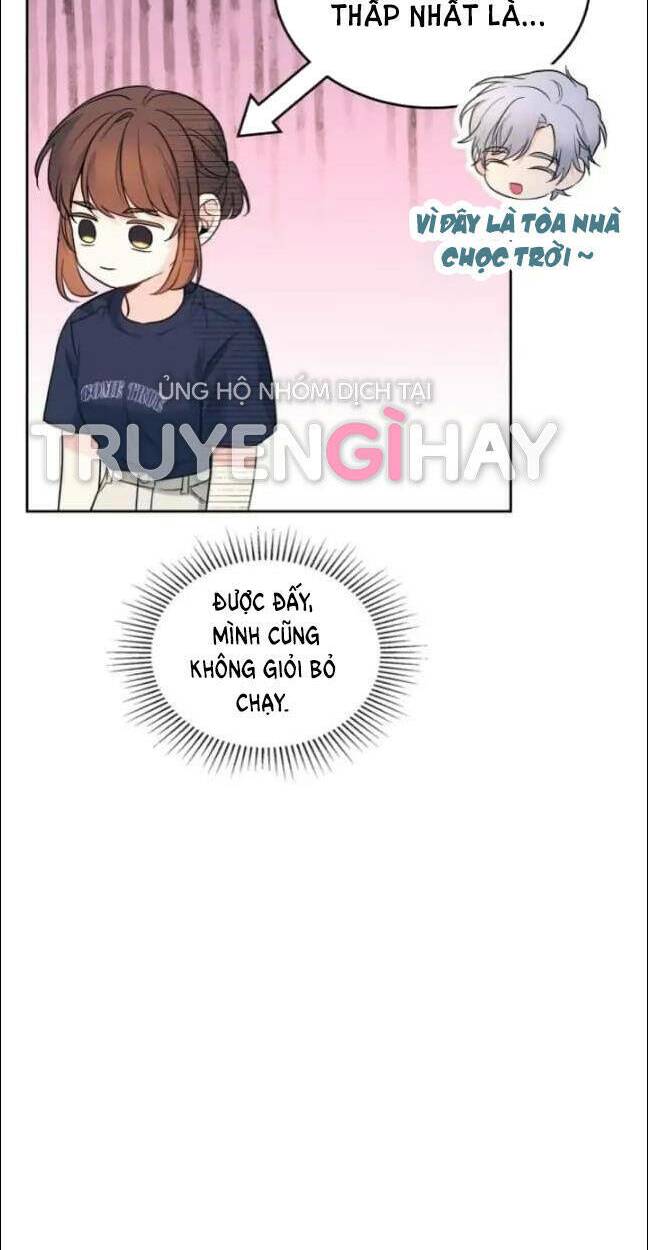 THẤP NHẤT LÀ...
VÌ ĐÂY LÀ TÒA NHÀ
CHỌC TRỜI ~
COME TRUE
ỦNG HỘ NHÓM DỊCH TẠI
TRUYENGÌHAY
ĐƯỢC ĐẤY,
MÌNH CŨNG
KHÔNG GIỎI BỎ
CHẠY.